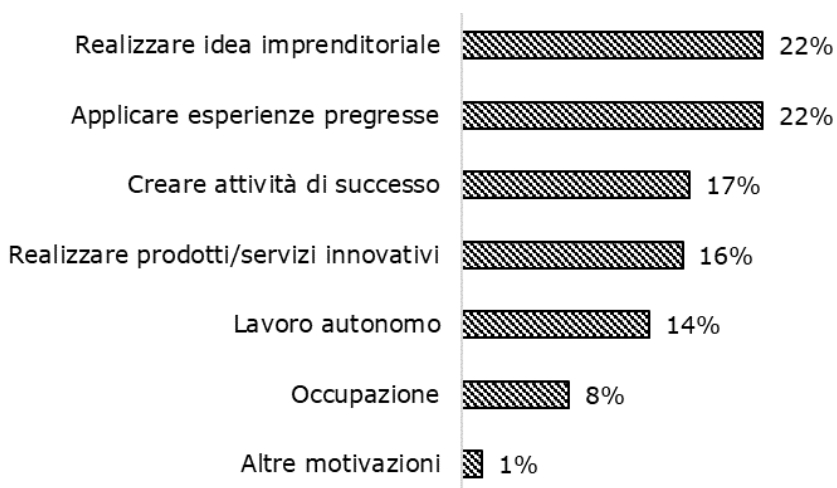 Realizzare idea imprenditoriale 22%
Applicare esperienze pregresse 22%
Creare attività di successo 17%
Realizzare prodotti/servizi innovativi 16%
Lavoro autonomo 14%
Occupazione 8%
Altre motivazioni 1%